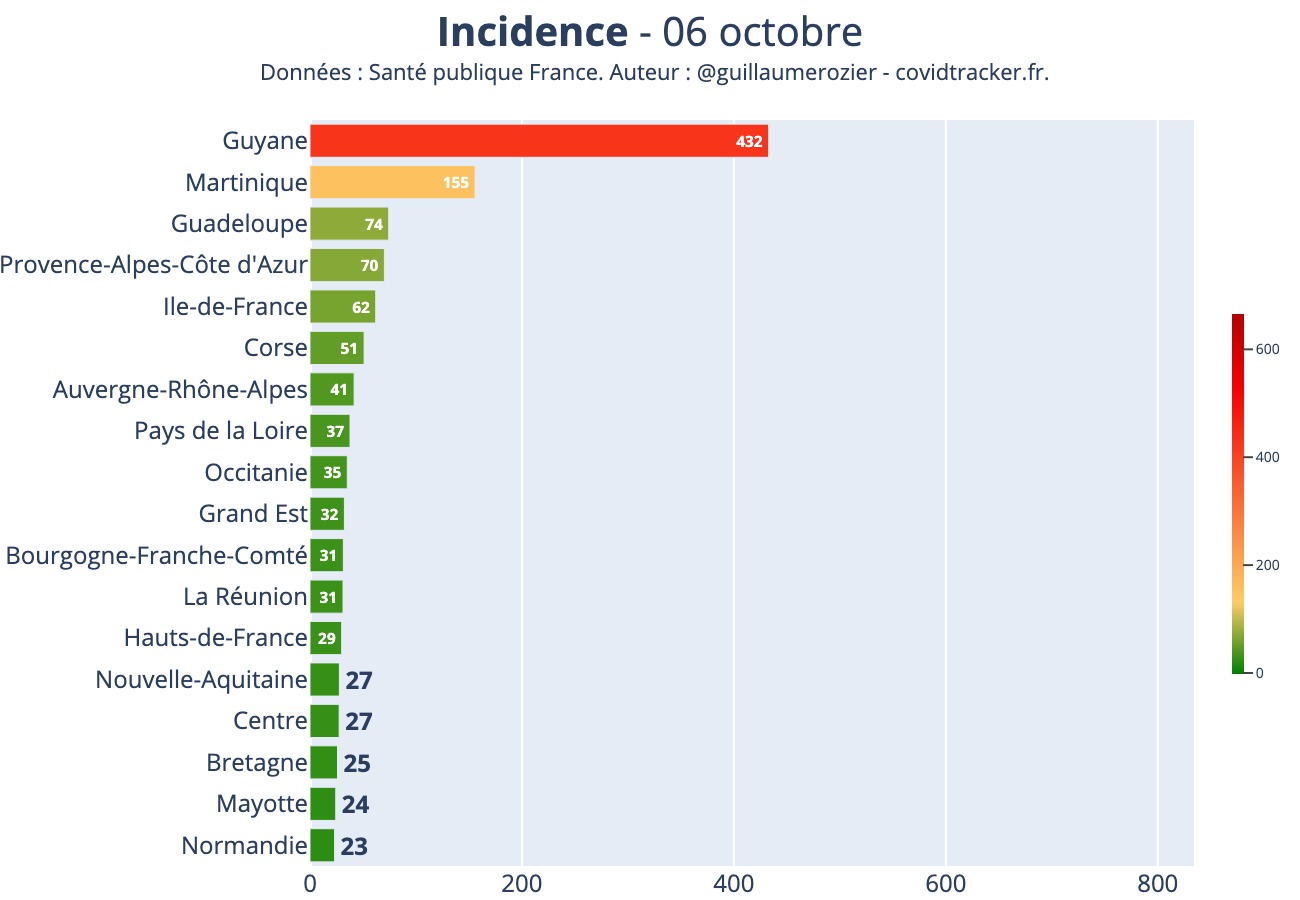 Incidence - 06 octobre
Données : Santé publique France. Auteur : @guillaumerozier - covidtracker.fr.
Guyane 432
Martinique 155
Guadeloupe 74
Provence-Alpes-Côte d'Azur 70
Ile-de-France 62
Corse 51
Auvergne-Rhône-Alpes 41
Pays de la Loire 37
Occitanie 35
Grand Est 32
Bourgogne-Franche-Comté 31
La Réunion 31
Hauts-de-France 29
Nouvelle-Aquitaine 27
Centre 27
Bretagne 25
Mayotte 24
Normandie 23
0 200 400 600 800
600
400
200
0